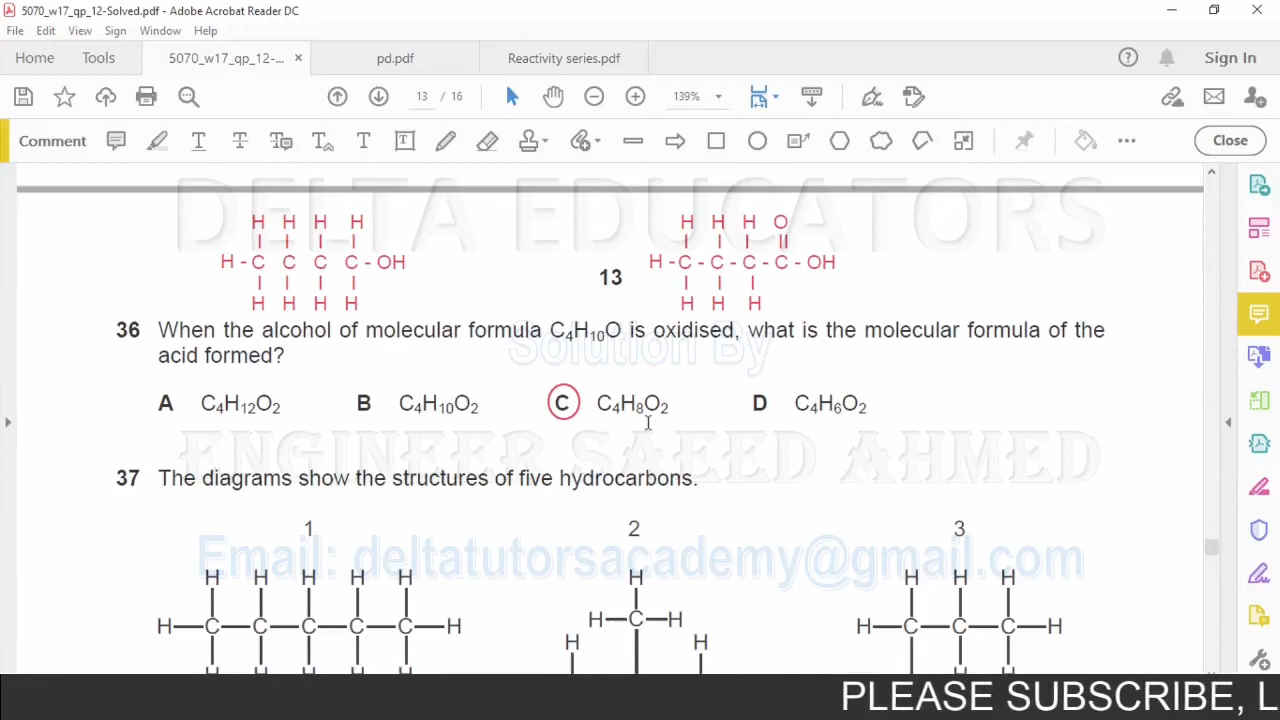 5070_w17_qp_12-Solved.pdf - Adobe Acrobat Reader DC
File Edit View Sign Window Help
Home Tools 5070_w17_qp_12-... × pd.pdf Reactivity series.pdf Sign In
13 / 16 139%
Comment Close
DELTA EDUCATORS
H H H H H H H O
H - C C C C - OH H - C - C - C - C - OH
13
H H H H H H H
36 When the alcohol of molecular formula C₄H₁₀O is oxidised, what is the molecular formula of the
acid formed?
Solution By
A C₄H₁₂O₂ B C₄H₁₀O₂ C C₄H₈O₂ D C₄H₆O₂
ENGINEER SAEED AHMED
37 The diagrams show the structures of five hydrocarbons.
1 2 3
Email: deltatutorsacademy@gmail.com
H H H H H H H H H
H C C C C C H H C H H C C C H
H H
H H H H H H H H
PLEASE SUBSCRIBE, L